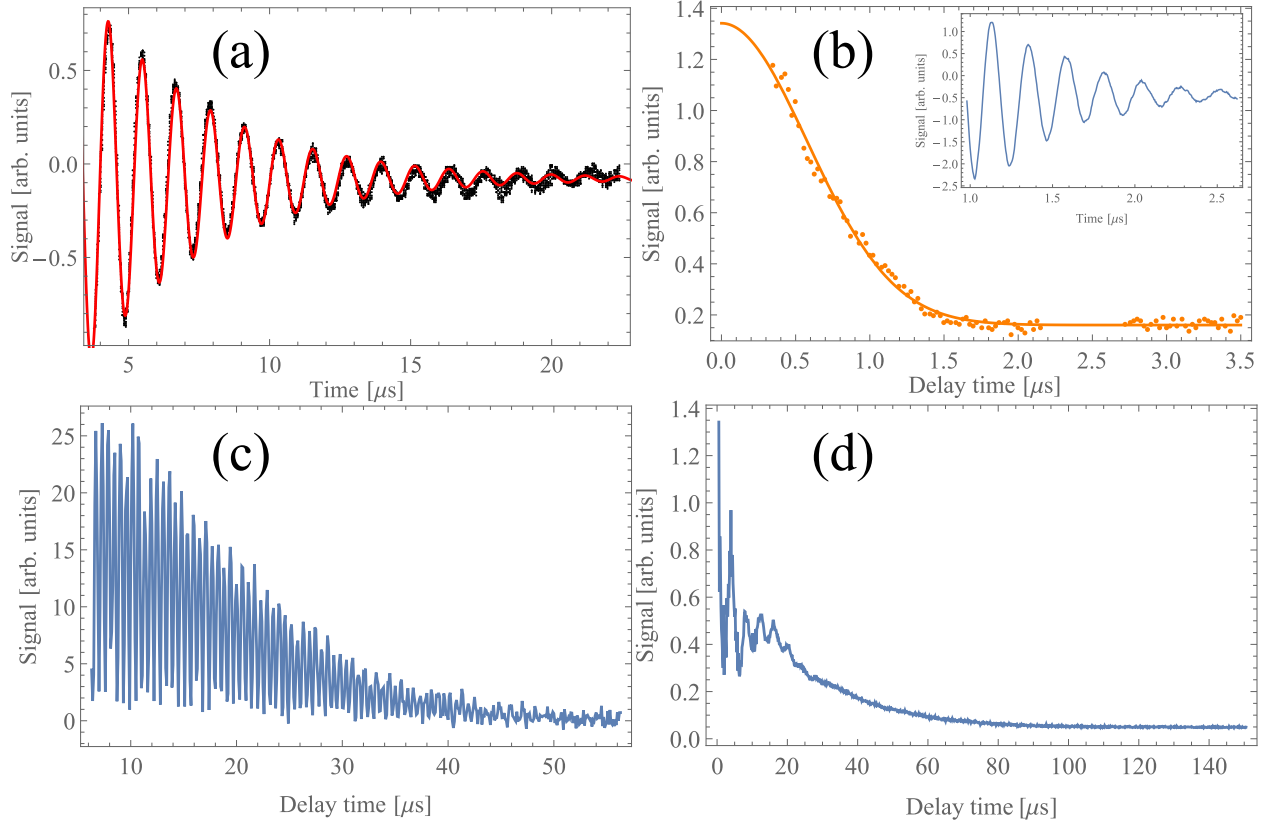 (a)
Signal [arb. units]
0.5
0.0
−0.5
5 10 15 20
Time [μs]
(b)
Signal [arb. units]
1.4
1.2
1.0
0.8
0.6
0.4
0.2
0.0 0.5 1.0 1.5 2.0 2.5 3.0 3.5
Delay time [μs]
Signal [arb. units]
1.0
0.5
0.0
−0.5
−1.0
−1.5
−2.0
−2.5
1.0 1.5 2.0 2.5
Time [μs]
(c)
Signal [arb. units]
25
20
15
10
5
0
10 20 30 40 50
Delay time [μs]
(d)
Signal [arb. units]
1.4
1.2
1.0
0.8
0.6
0.4
0.2
0.0
0 20 40 60 80 100 120 140
Delay time [μs]